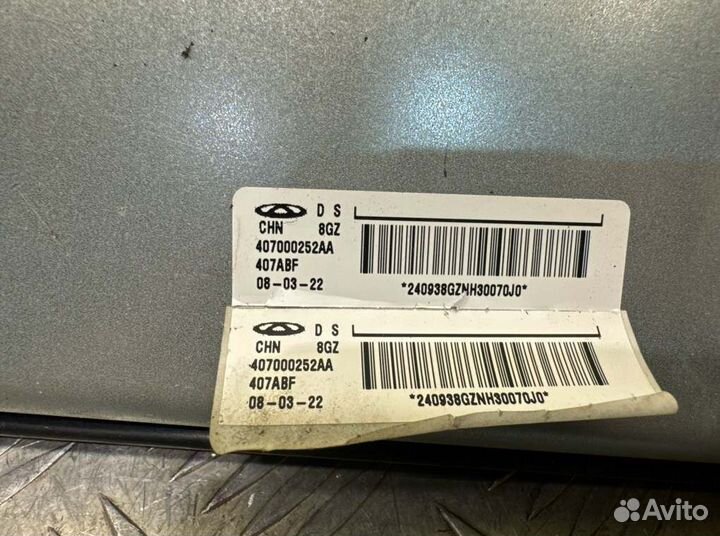 D S
CHN 8GZ
407000252AA
407ABF
08-03-22
*240938GZNH30070J0*
D S
CHN 8GZ
407000252AA
407ABF
08-03-22
*240938GZNH30070J0*
Avito